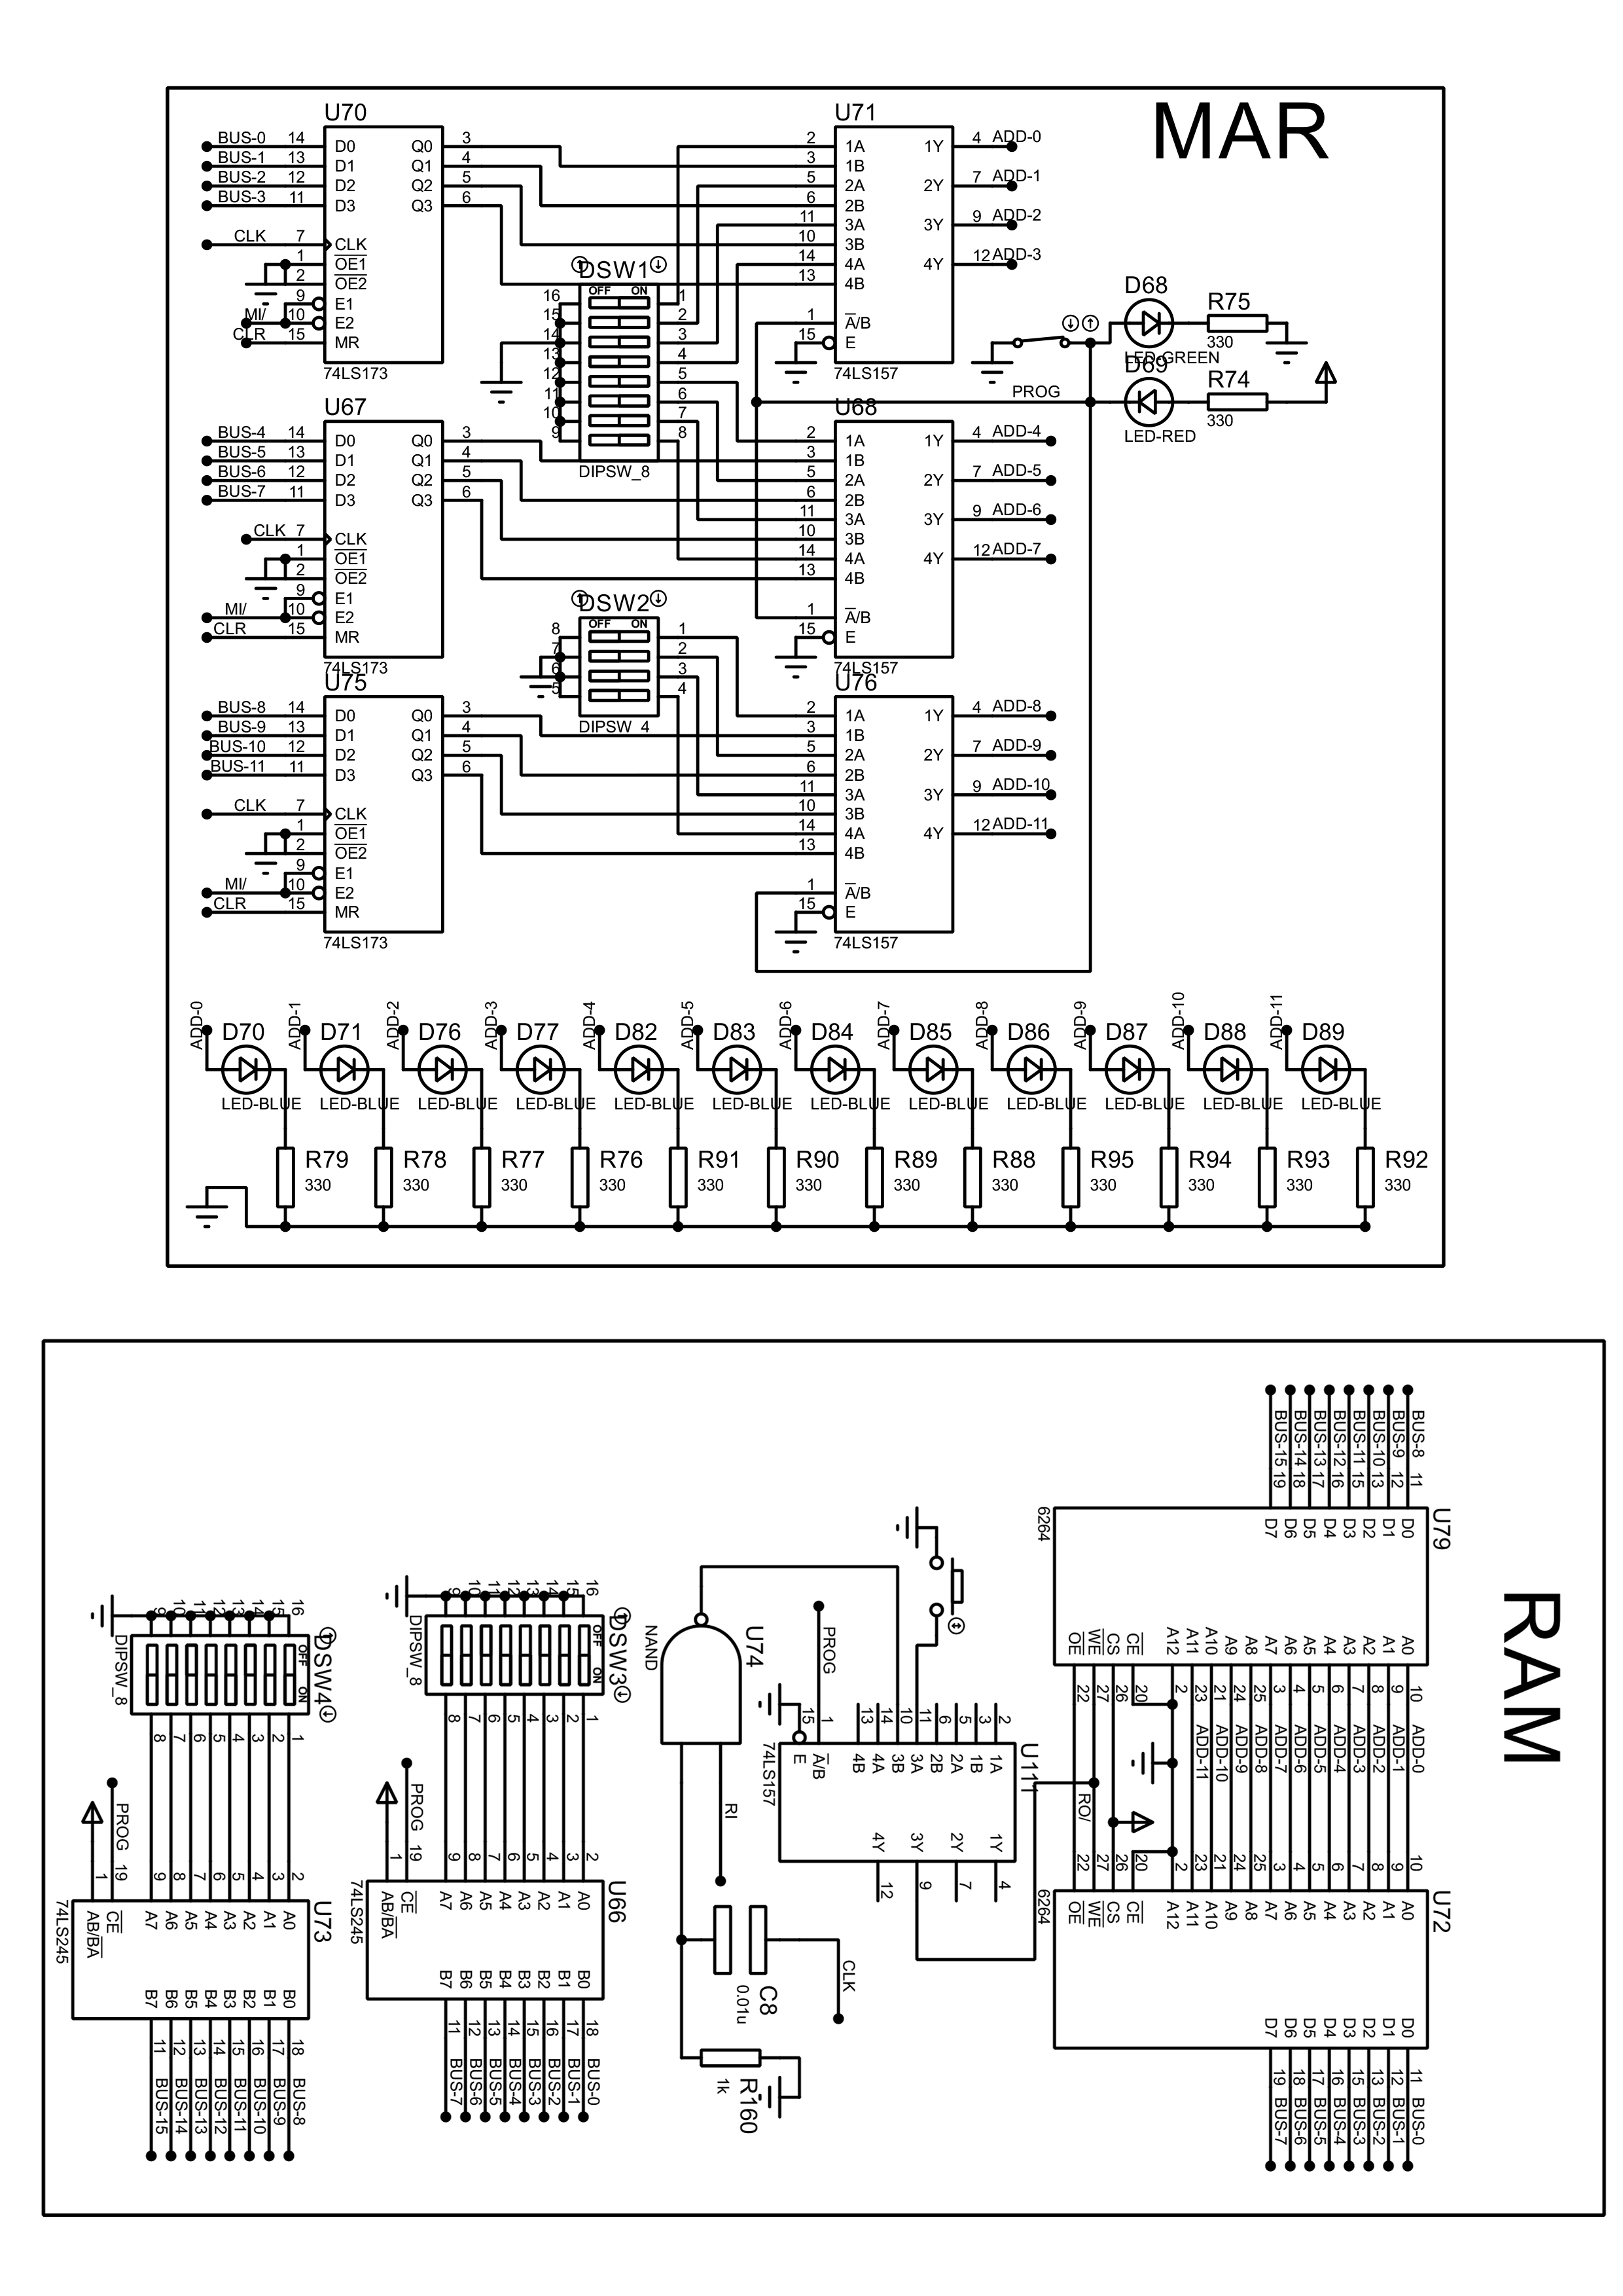 MAR
U70
BUS-0 14 D0 Q0 3
BUS-1 13 D1 Q1 4
BUS-2 12 D2 Q2 5
BUS-3 11 D3 Q3 6
CLK 7 CLK
1 OE1
2 OE2
9 E1
MI/ 10 E2
CLR 15 MR
74LS173
U71
2 1A 1Y 4 ADD-0
3 1B
5 2A 2Y 7 ADD-1
6 2B
11 3A 3Y 9 ADD-2
10 3B
14 4A 4Y 12 ADD-3
13 4B
1 A/B
15 E
74LS157
DSW1
OFF ON
16 1
15 2
14 3
13 4
12 5
11 6
10 7
9 8
DIPSW_8
D68
LED-GREEN
R75
330
D69
LED-RED
R74
330
PROG
U67
BUS-4 14 D0 Q0 3
BUS-5 13 D1 Q1 4
BUS-6 12 D2 Q2 5
BUS-7 11 D3 Q3 6
CLK 7 CLK
1 OE1
2 OE2
9 E1
MI/ 10 E2
CLR 15 MR
74LS173
U68
2 1A 1Y 4 ADD-4
3 1B
5 2A 2Y 7 ADD-5
6 2B
11 3A 3Y 9 ADD-6
10 3B
14 4A 4Y 12 ADD-7
13 4B
1 A/B
15 E
74LS157
DSW2
OFF ON
8 1
7 2
6 3
5 4
DIPSW_4
U75
BUS-8 14 D0 Q0 3
BUS-9 13 D1 Q1 4
BUS-10 12 D2 Q2 5
BUS-11 11 D3 Q3 6
CLK 7 CLK
1 OE1
2 OE2
9 E1
MI/ 10 E2
CLR 15 MR
74LS173
U76
2 1A 1Y 4 ADD-8
3 1B
5 2A 2Y 7 ADD-9
6 2B
11 3A 3Y 9 ADD-10
10 3B
14 4A 4Y 12 ADD-11
13 4B
1 A/B
15 E
74LS157
ADD-0 ADD-1 ADD-2 ADD-3 ADD-4 ADD-5 ADD-6 ADD-7 ADD-8 ADD-9 ADD-10 ADD-11
D70 D71 D76 D77 D82 D83 D84 D85 D86 D87 D88 D89
LED-BLUE LED-BLUE LED-BLUE LED-BLUE LED-BLUE LED-BLUE LED-BLUE LED-BLUE LED-BLUE LED-BLUE LED-BLUE LED-BLUE
R79 R78 R77 R76 R91 R90 R89 R88 R95 R94 R93 R92
330 330 330 330 330 330 330 330 330 330 330 330
RAM
U79
BUS-8 11 D0 A0 10 ADD-0
BUS-9 12 D1 A1 9 ADD-1
BUS-10 13 D2 A2 8 ADD-2
BUS-11 15 D3 A3 7 ADD-3
BUS-12 16 D4 A4 6 ADD-4
BUS-13 17 D5 A5 5 ADD-5
BUS-14 18 D6 A6 4 ADD-6
BUS-15 19 D7 A7 3 ADD-7
A8 25 ADD-8
A9 24 ADD-9
A10 21 ADD-10
A11 23 ADD-11
A12 2
CE 20
CS 26
WE 27
OE 22
RO/
6264
U72
10 A0 D0 11 BUS-0
9 A1 D1 12 BUS-1
8 A2 D2 13 BUS-2
7 A3 D3 15 BUS-3
6 A4 D4 16 BUS-4
5 A5 D5 17 BUS-5
4 A6 D6 18 BUS-6
3 A7 D7 19 BUS-7
25 A8
24 A9
21 A10
23 A11
2 A12
20 CE
26 CS
27 WE
22 OE
6264
U111
2 1A 1Y 4
3 1B
5 2A 2Y 7
6 2B
11 3A 3Y 9
10 3B
14 4A 4Y 12
13 4B
PROG 1 A/B
15 E
74LS157
U74
NAND
RI
C8
0.01u
CLK
R160
1k
DSW3
OFF ON
16 1
15 2
14 3
13 4
12 5
11 6
10 7
9 8
DIPSW_8
U66
2 A0 B0 18 BUS-0
3 A1 B1 17 BUS-1
4 A2 B2 16 BUS-2
5 A3 B3 15 BUS-3
6 A4 B4 14 BUS-4
7 A5 B5 13 BUS-5
8 A6 B6 12 BUS-6
9 A7 B7 11 BUS-7
PROG 19 CE
1 AB/BA
74LS245
DSW4
OFF ON
16 1
15 2
14 3
13 4
12 5
11 6
10 7
9 8
DIPSW_8
U73
2 A0 B0 18 BUS-8
3 A1 B1 17 BUS-9
4 A2 B2 16 BUS-10
5 A3 B3 15 BUS-11
6 A4 B4 14 BUS-12
7 A5 B5 13 BUS-13
8 A6 B6 12 BUS-14
9 A7 B7 11 BUS-15
PROG 19 CE
1 AB/BA
74LS245